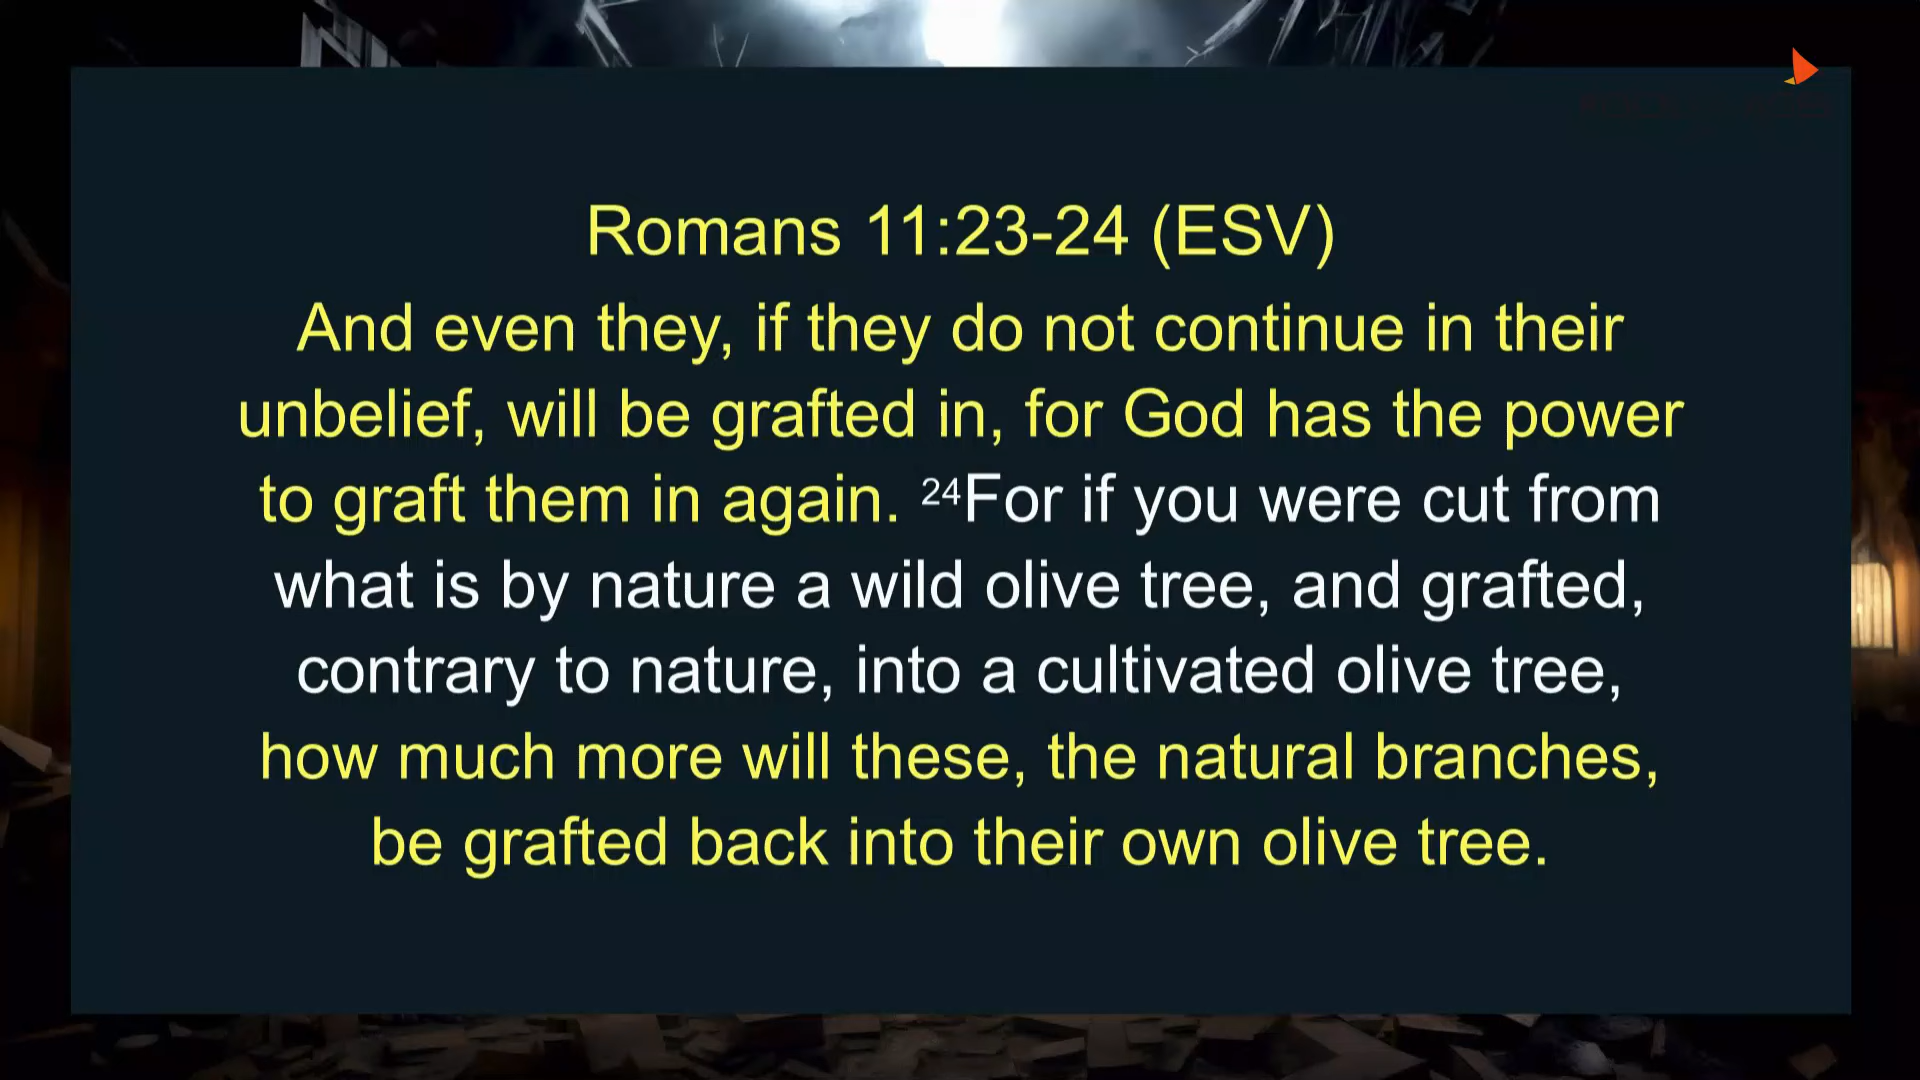 Romans 11:23-24 (ESV)
And even they, if they do not continue in their
unbelief, will be grafted in, for God has the power
to graft them in again. ²⁴For if you were cut from
what is by nature a wild olive tree, and grafted,
contrary to nature, into a cultivated olive tree,
how much more will these, the natural branches,
be grafted back into their own olive tree.